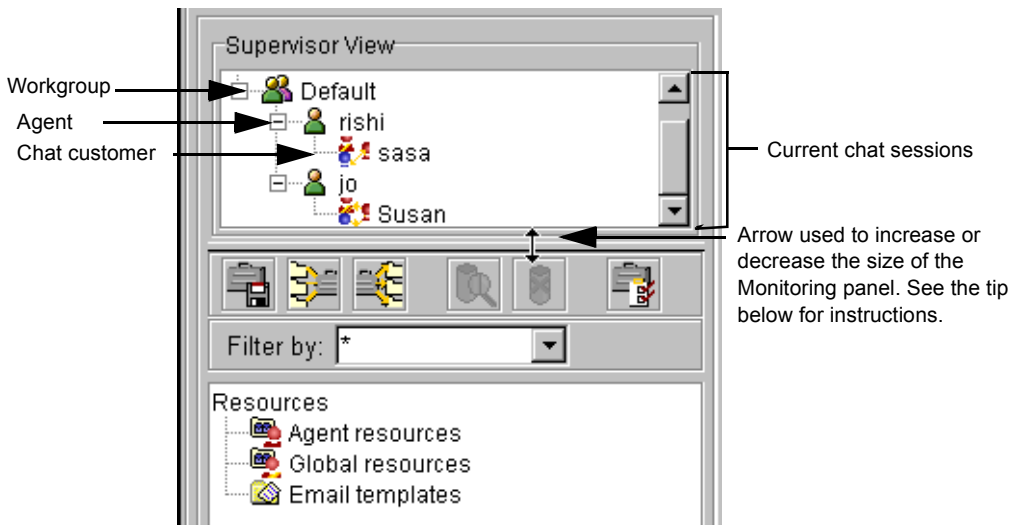 Supervisor View
Workgroup
Default
Agent
rishi
Chat customer
sasa
jo
Susan
Current chat sessions
Arrow used to increase or
decrease the size of the
Monitoring panel. See the tip
below for instructions.
Filter by: *
Resources
Agent resources
Global resources
Email templates